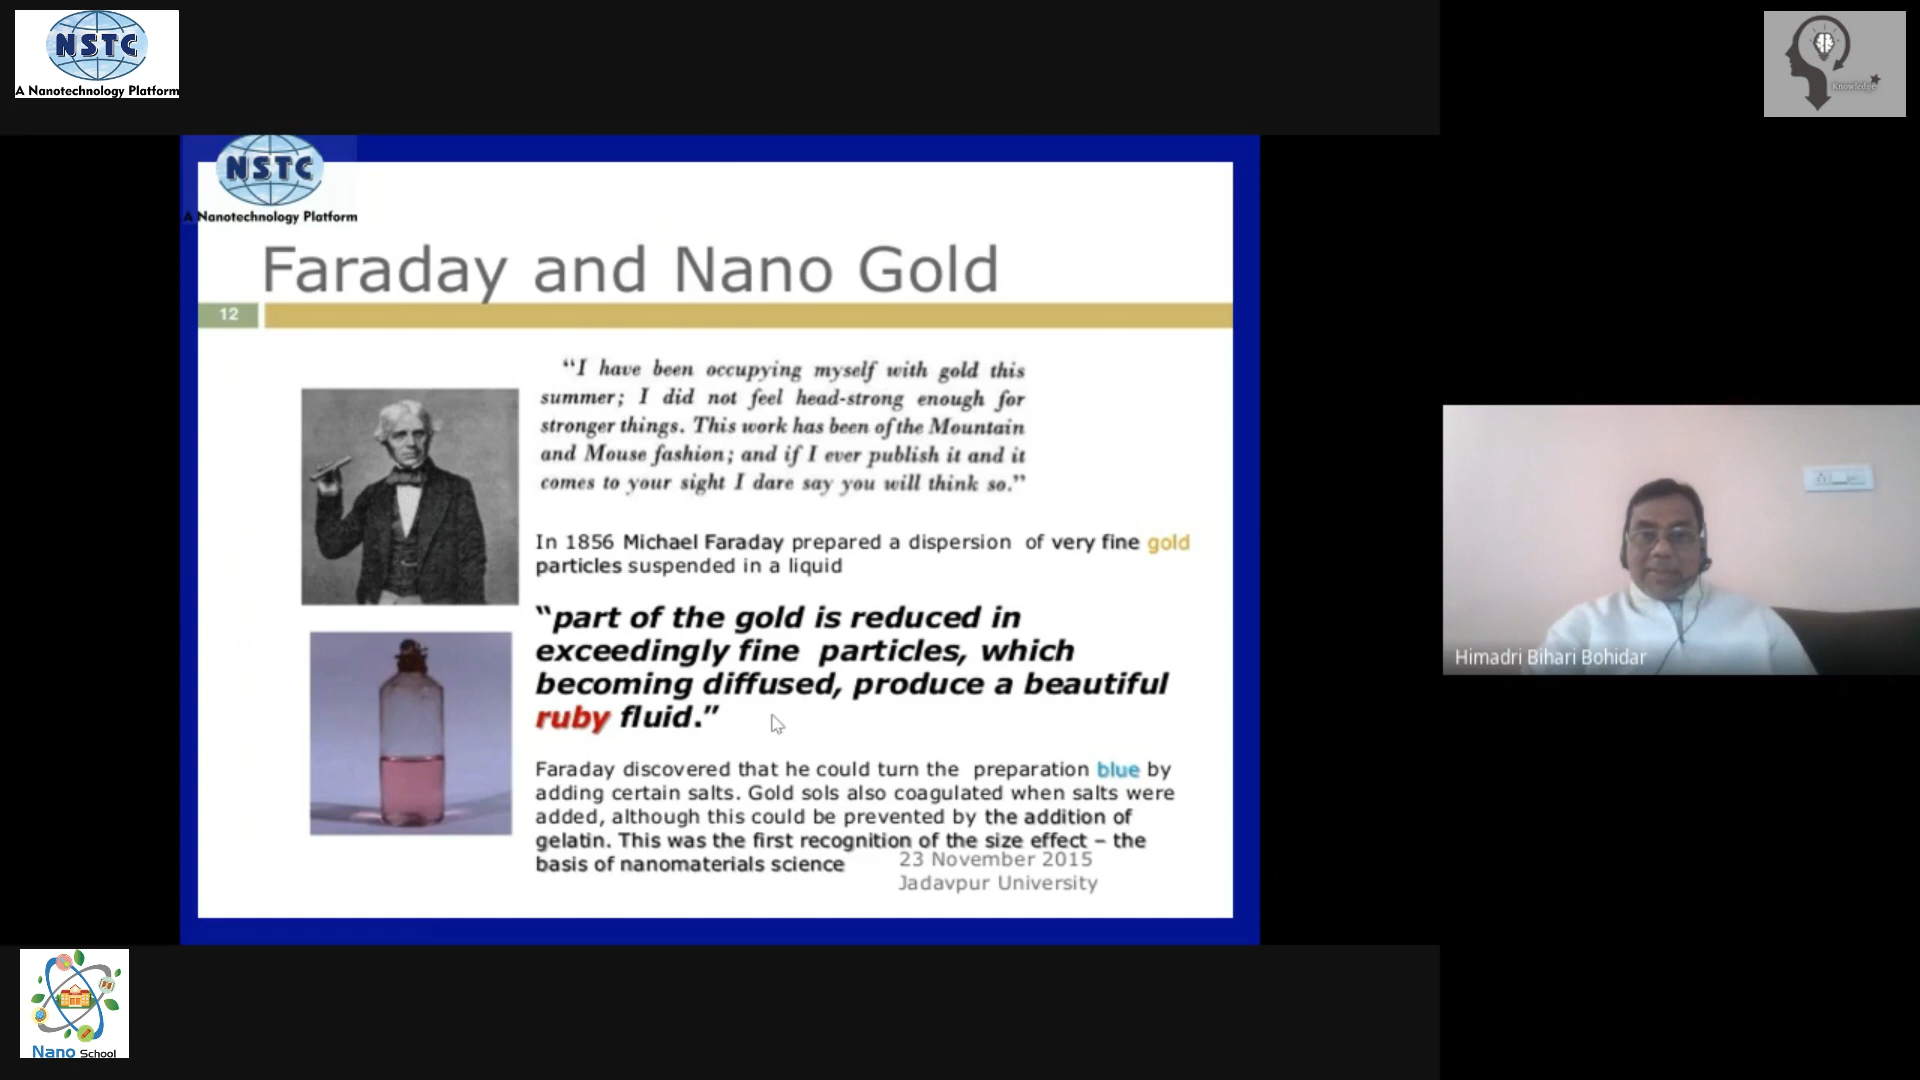 NSTC
A Nanotechnology Platform
Knowledge
NSTC
A Nanotechnology Platform
Faraday and Nano Gold
12
“I have been occupying myself with gold this
summer; I did not feel head-strong enough for
stronger things. This work has been of the Mountain
and Mouse fashion; and if I ever publish it and it
comes to your sight I dare say you will think so.”
In 1856 Michael Faraday prepared a dispersion of very fine gold
particles suspended in a liquid
“part of the gold is reduced in
exceedingly fine particles, which
becoming diffused, produce a beautiful
ruby fluid.”
Faraday discovered that he could turn the preparation blue by
adding certain salts. Gold sols also coagulated when salts were
added, although this could be prevented by the addition of
gelatin. This was the first recognition of the size effect – the
basis of nanomaterials science
23 November 2015
Jadavpur University
Himadri Bihari Bohidar
Nano School